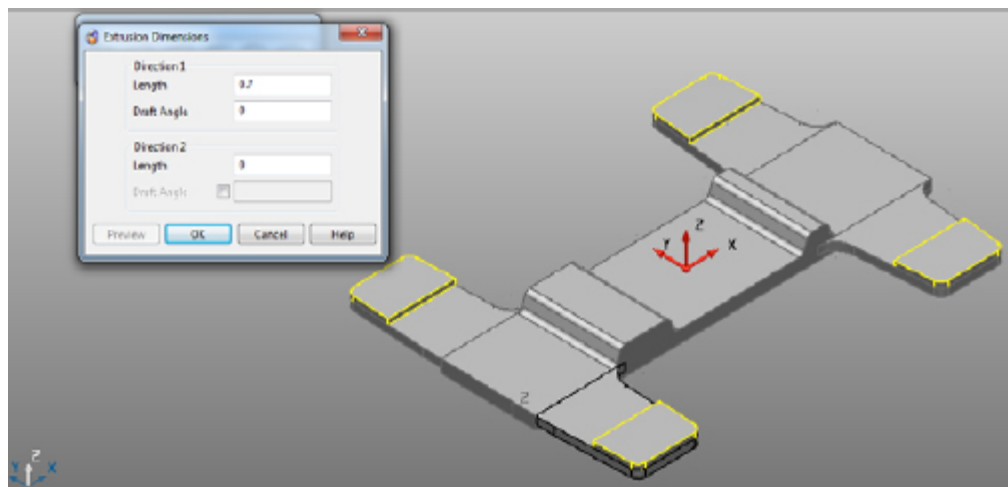 Extrusion Dimensions
Direction 1
Length 0.7
Draft Angle 0
Direction 2
Length 0
Draft Angle
Preview OK Cancel Help
Z
Y X
2
Z
Y X